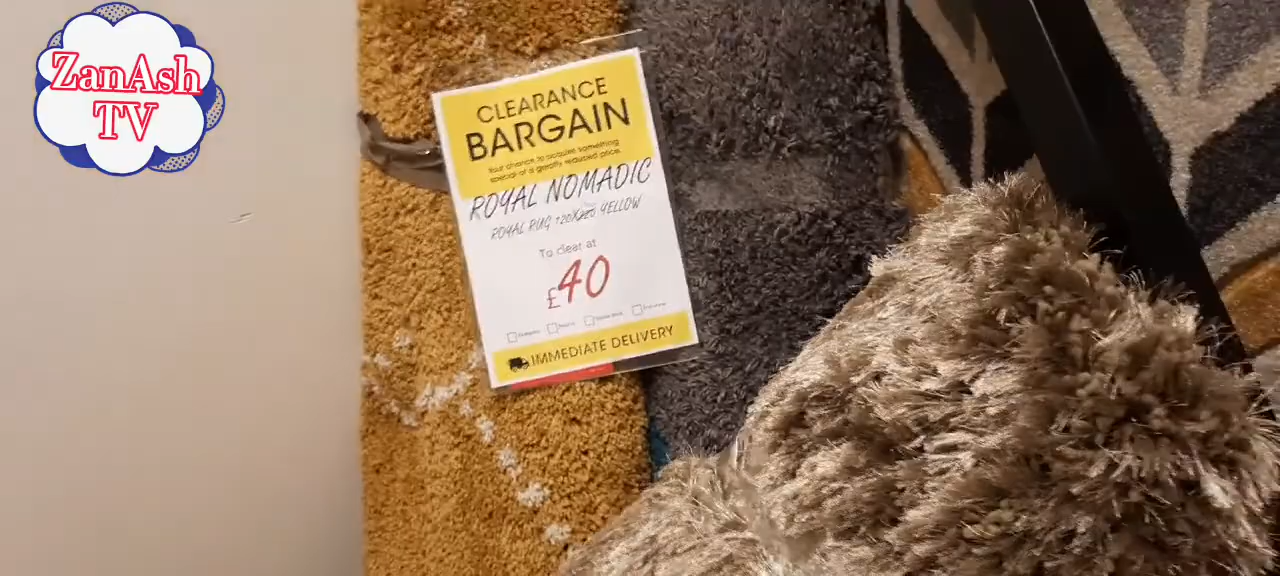 ZanAsh
TV
CLEARANCE
BARGAIN
Your chance to acquire something
special at a greatly reduced price.
ROYAL NOMADIC
ROYAL RUG 120X YELLOW
To clear at
£40
IMMEDIATE DELIVERY